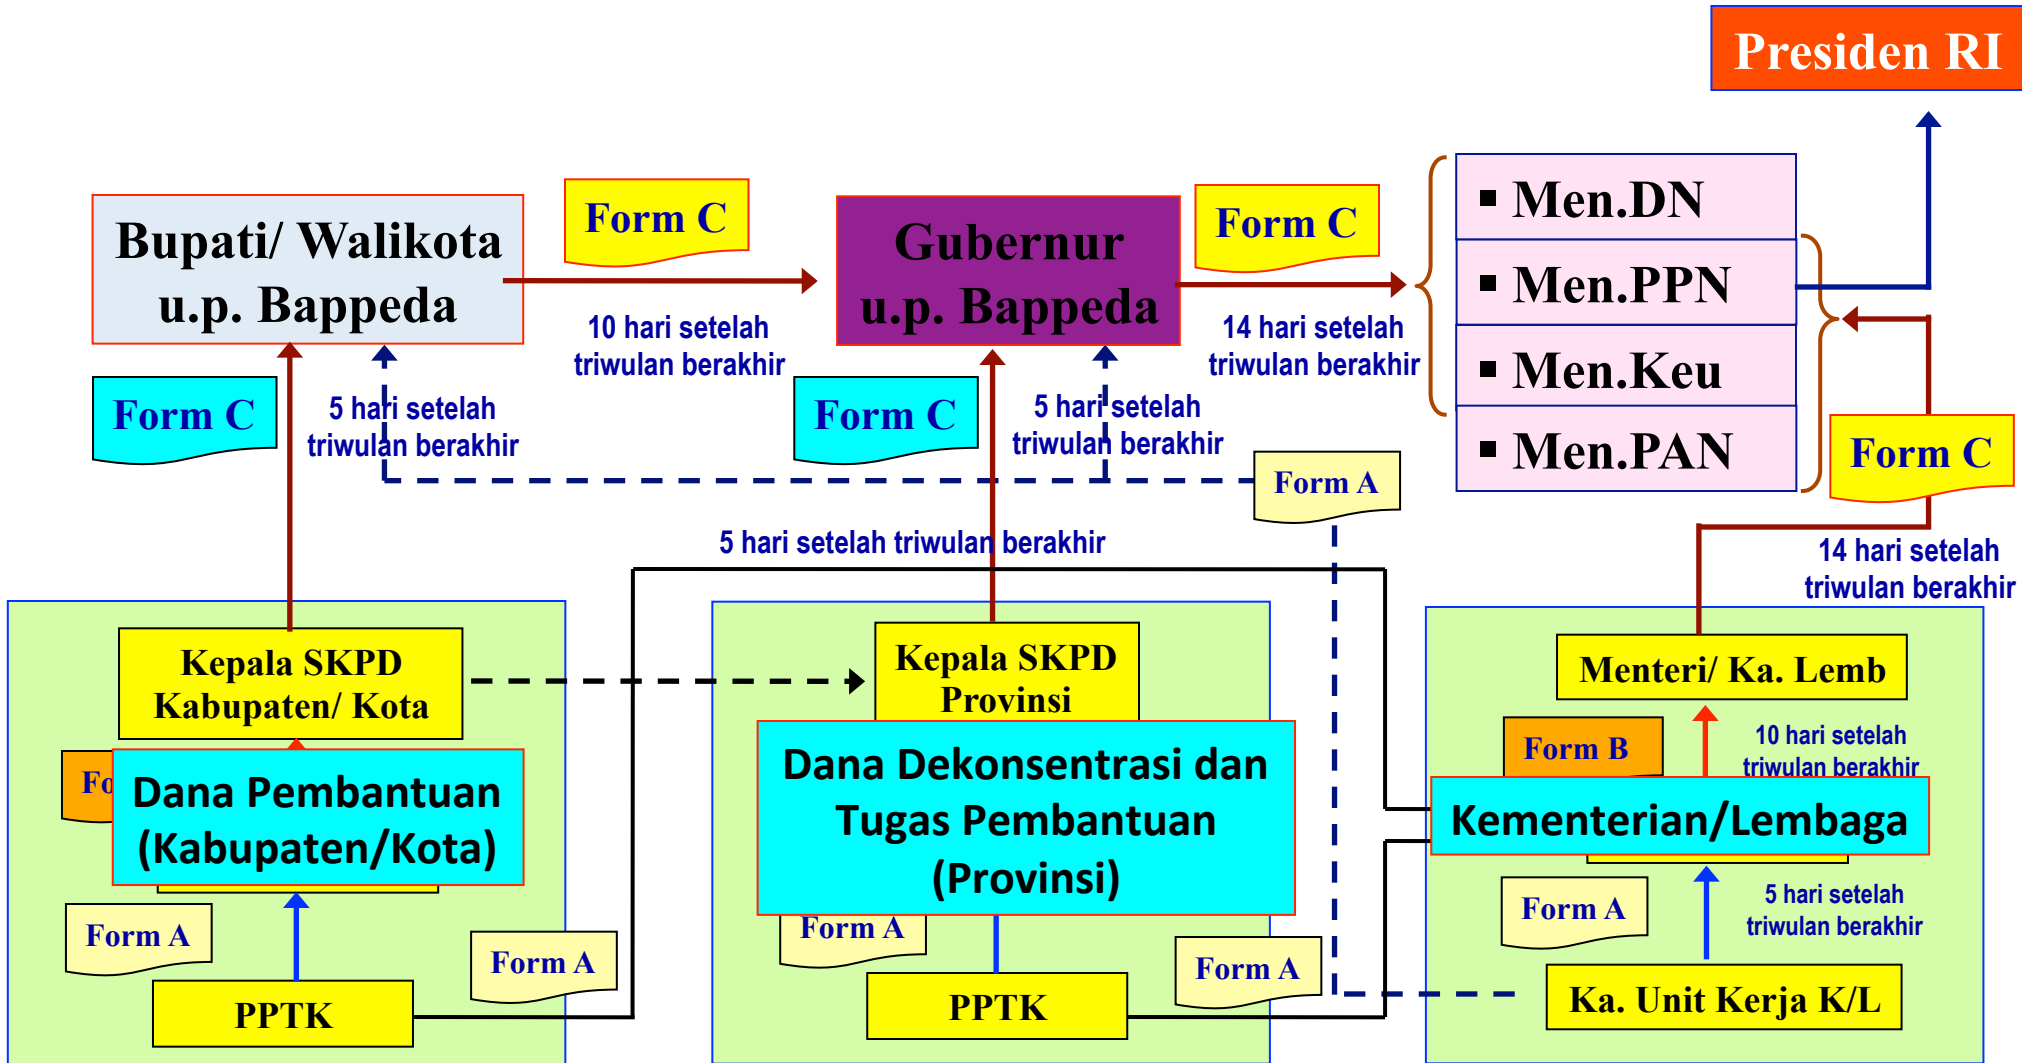 Presiden RI
Bupati/ Walikota
u.p. Bappeda
Form C
10 hari setelah
triwulan berakhir
Gubernur
u.p. Bappeda
Form C
14 hari setelah
triwulan berakhir
▪ Men.DN
▪ Men.PPN
▪ Men.Keu
▪ Men.PAN
Form C
5 hari setelah
triwulan berakhir
Form C
5 hari setelah
triwulan berakhir
Form A
Form C
14 hari setelah
triwulan berakhir
5 hari setelah triwulan berakhir
Kepala SKPD
Kabupaten/ Kota
Dana Pembantuan
(Kabupaten/Kota)
Form A
Form A
PPTK
Kepala SKPD
Provinsi
Dana Dekonsentrasi dan
Tugas Pembantuan
(Provinsi)
Form A
Form A
PPTK
Menteri/ Ka. Lemb
Form B
10 hari setelah
triwulan berakhir
Kementerian/Lembaga
Form A
5 hari setelah
triwulan berakhir
Ka. Unit Kerja K/L